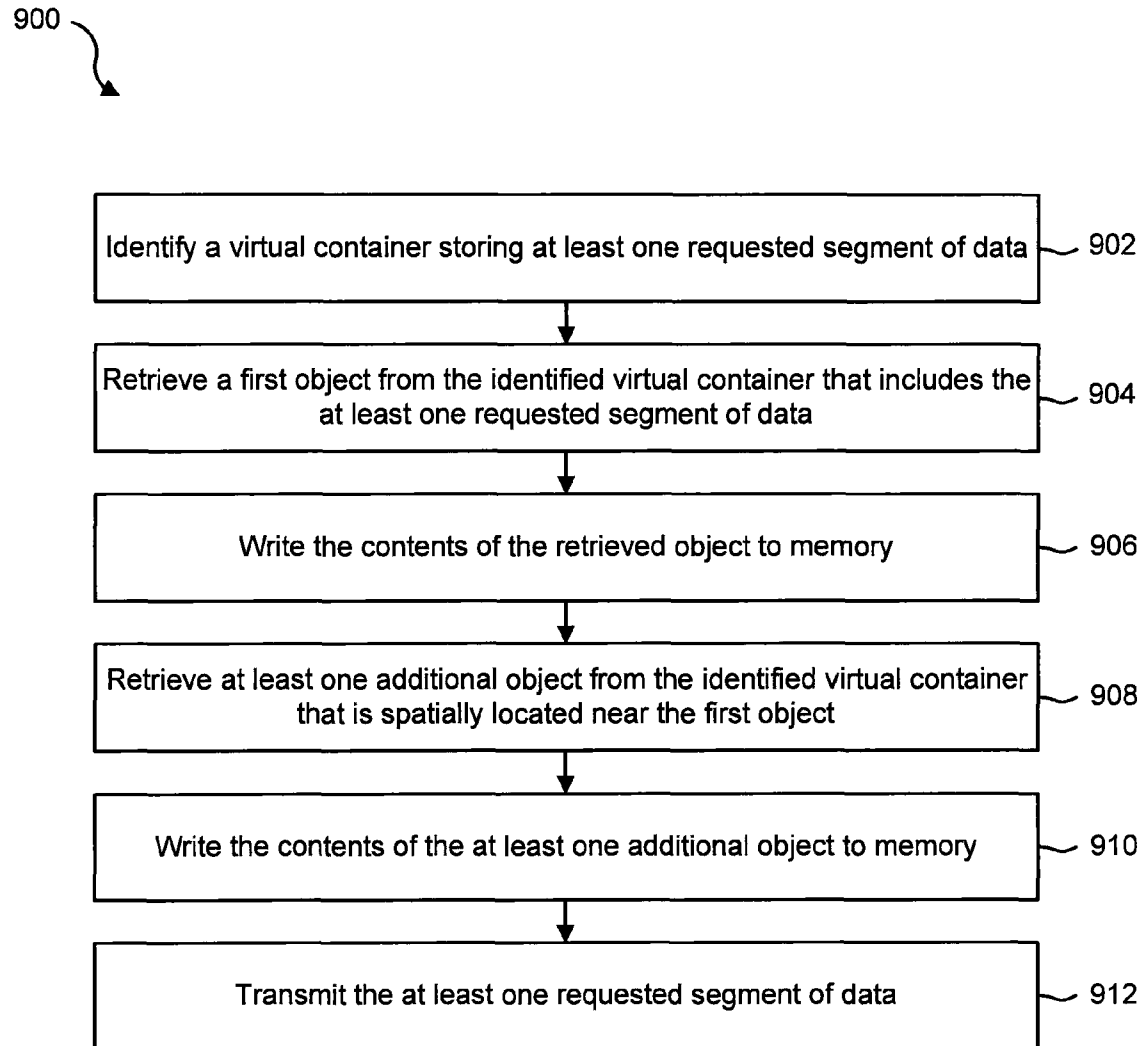 900
Identify a virtual container storing at least one requested segment of data
902
Retrieve a first object from the identified virtual container that includes the
at least one requested segment of data
904
Write the contents of the retrieved object to memory
906
Retrieve at least one additional object from the identified virtual container
that is spatially located near the first object
908
Write the contents of the at least one additional object to memory
910
Transmit the at least one requested segment of data
912